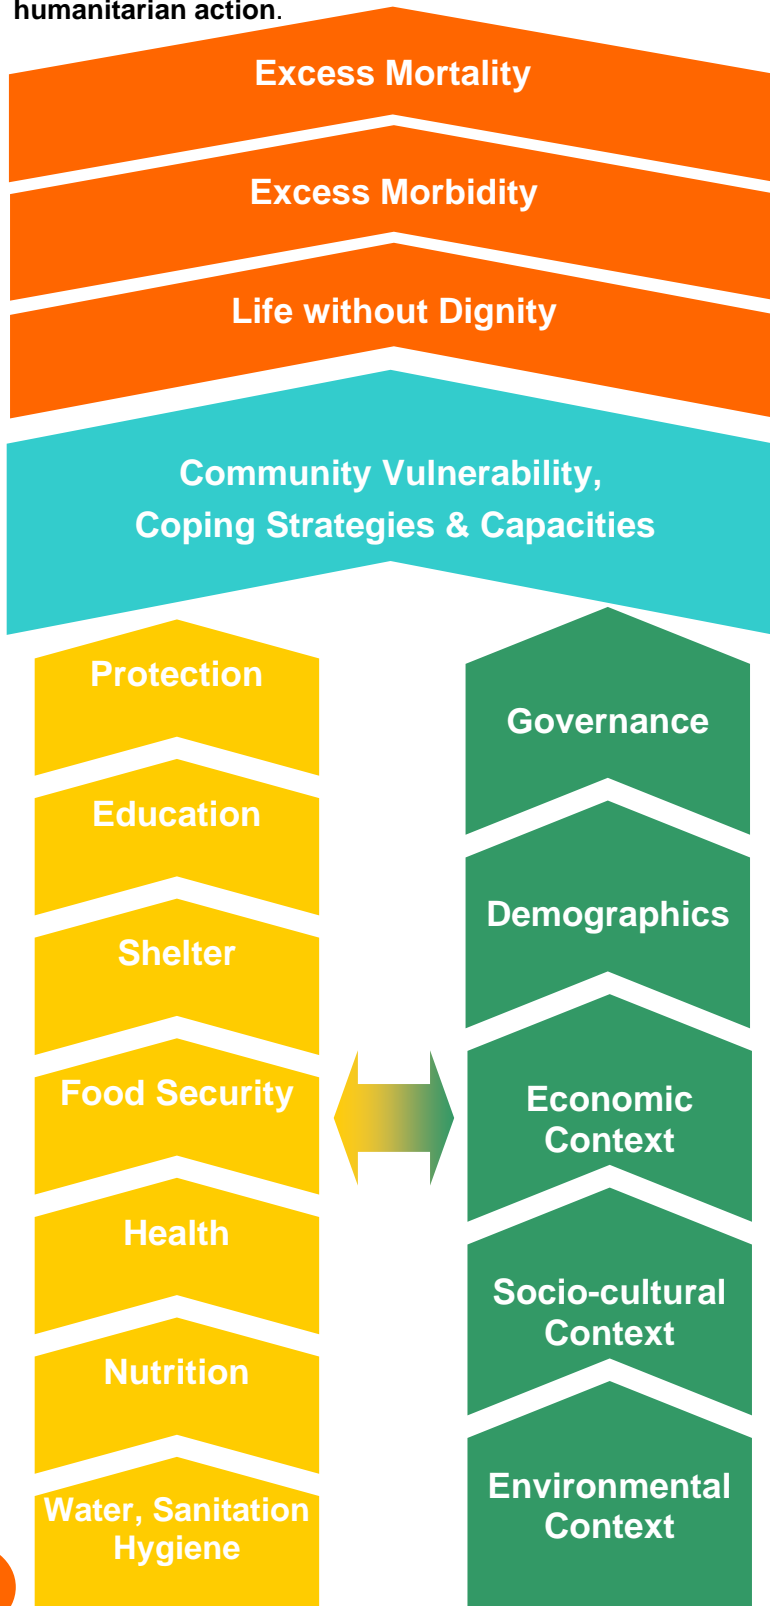 humanitarian action.
Excess Mortality
Excess Morbidity
Life without Dignity
Community Vulnerability,
Coping Strategies & Capacities
Protection
Education
Shelter
Food Security
Health
Nutrition
Water, Sanitation
Hygiene
Governance
Demographics
Economic
Context
Socio-cultural
Context
Environmental
Context